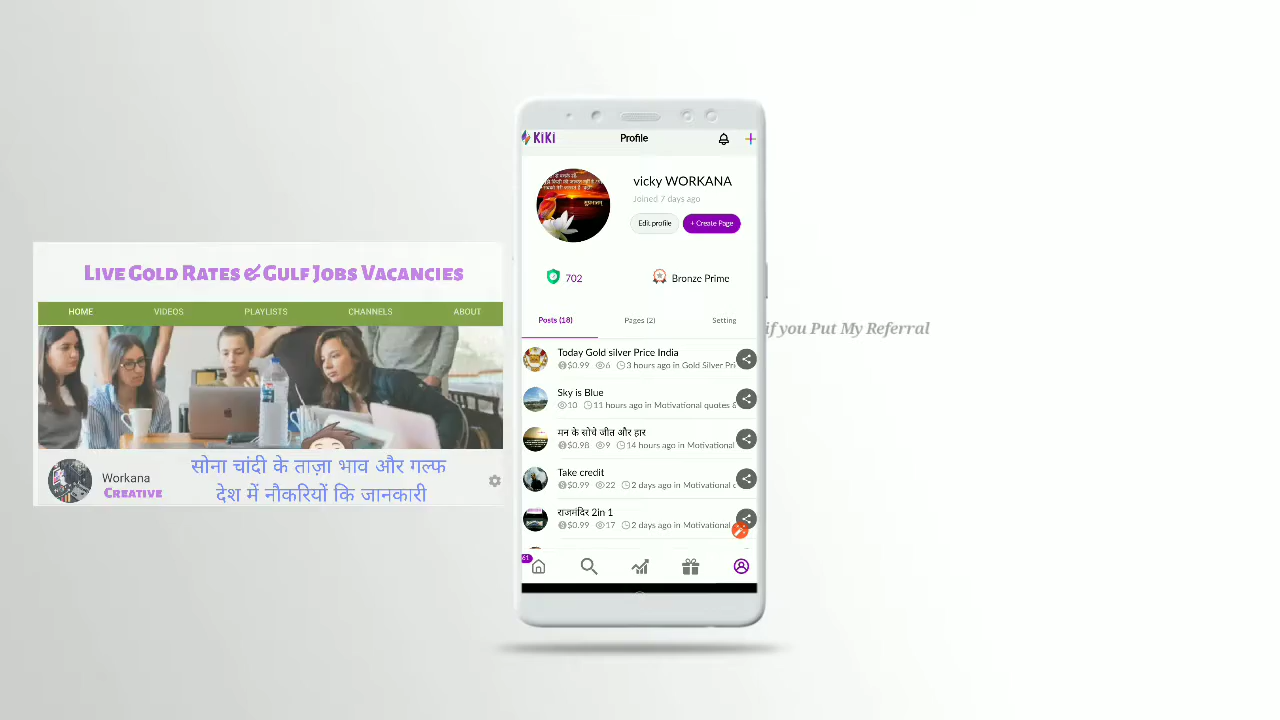 Live Gold Rates & Gulf Jobs Vacancies
HOME VIDEOS PLAYLISTS CHANNELS ABOUT
Workana
Creative
सोना चांदी के ताज़ा भाव और गल्फ
देश में नौकरियों कि जानकारी
KiKi Profile
vicky WORKANA
Joined 7 days ago
Edit profile + Create Page
702 Bronze Prime
Posts (18) Pages (2) Setting
Today Gold silver Price India
$0.99 6 3 hours ago in Gold Silver Pri
Sky is Blue
10 11 hours ago in Motivational quotes &
मन के सोचे जीत और हार
$0.98 9 14 hours ago in Motivational
Take credit
$0.99 22 2 days ago in Motivational
राजमंदिर 2in 1
$0.99 17 2 days ago in Motivational
61
if you Put My Referral